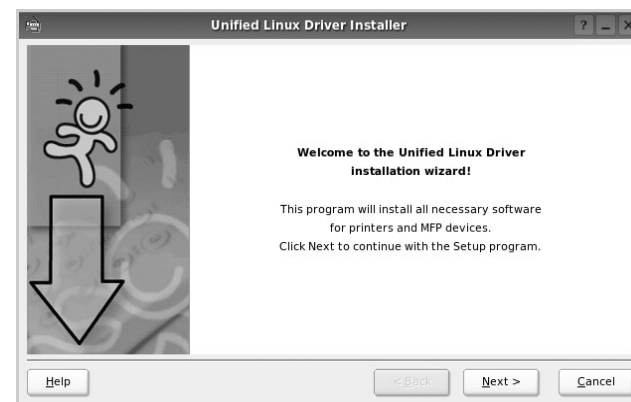 Unified Linux Driver Installer
Welcome to the Unified Linux Driver
installation wizard!
This program will install all necessary software
for printers and MFP devices.
Click Next to continue with the Setup program.
Help
< Back
Next >
Cancel